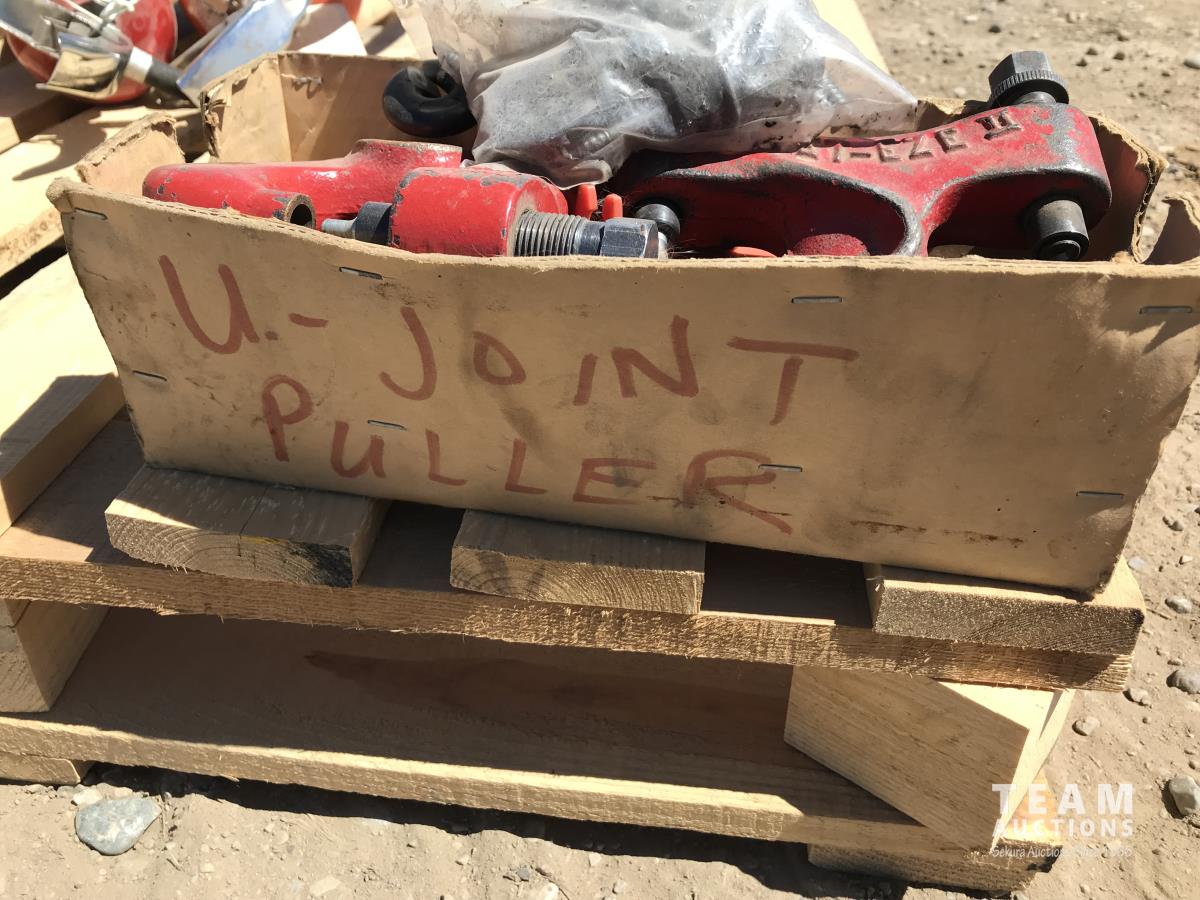 U-JOINT
PULLER
TEAM
AUCTIONS